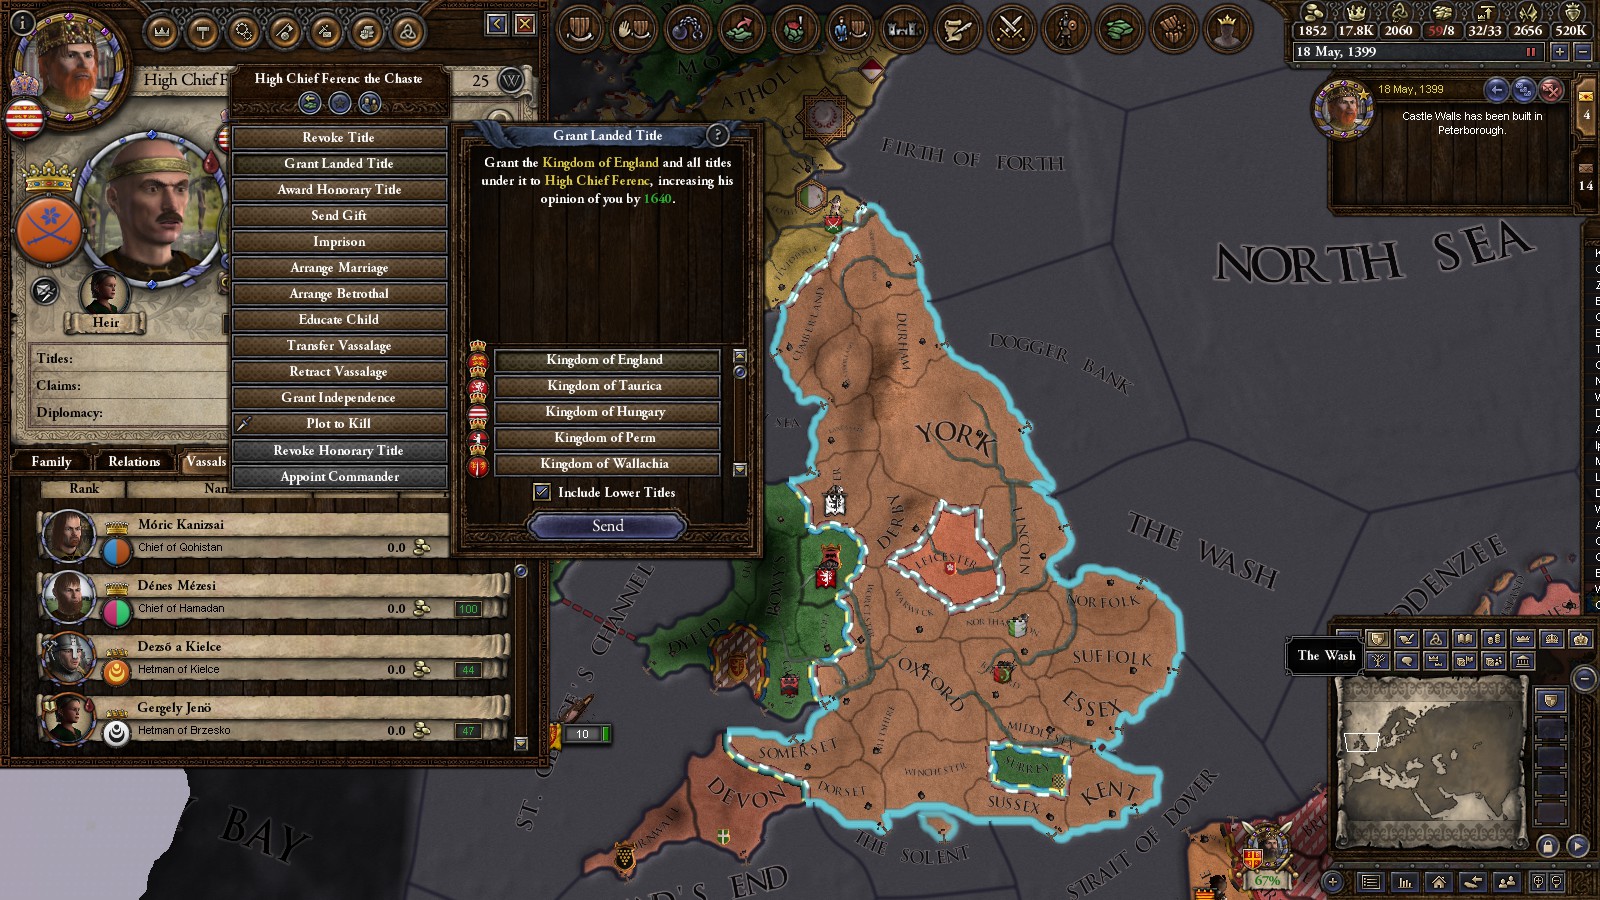 1852 17.8K 2060 59/8 32/33 2656 520K
18 May, 1399
18 May, 1399
Castle Walls has been built in
Peterborough.
4
14
High Chief F
25
High Chief Ferenc the Chaste
Revoke Title
Grant Landed Title
Award Honorary Title
Send Gift
Imprison
Arrange Marriage
Arrange Betrothal
Educate Child
Transfer Vassalage
Retract Vassalage
Grant Independence
Plot to Kill
Revoke Honorary Title
Appoint Commander
Grant Landed Title
?
Grant the Kingdom of England and all titles
under it to High Chief Ferenc, increasing his
opinion of you by 1640.
Kingdom of England
Kingdom of Taurica
Kingdom of Hungary
Kingdom of Perm
Kingdom of Wallachia
Include Lower Titles
Send
Heir
Titles:
Claims:
Diplomacy:
Family Relations Vassals
Rank Nan
Móric Kanizsai
Chief of Qohistan 0.0
Dénes Mézesi
Chief of Hamadan 0.0 100
Dezsö a Kielce
Hetman of Kielce 0.0 44
Gergely Jenö
Hetman of Brzesko 0.0 47
10
ATHOLL
FIRTH OF FORTH
NORTH SEA
DOGGER BANK
CUMBERLAND
DURHAM
SEA
YORK
DERBY
LINCOLN
LEICESTER
THE WASH
NORFOLK
WARWICK
SUFFOLK
OXFORD
ESSEX
DYFED
POWYS
SOMERSET
WINCHESTER
SURREY
KENT
DEVON
DORSET
SUSSEX
THE SOLENT
STRAIT OF DOVER
BAY
The Wash
67%